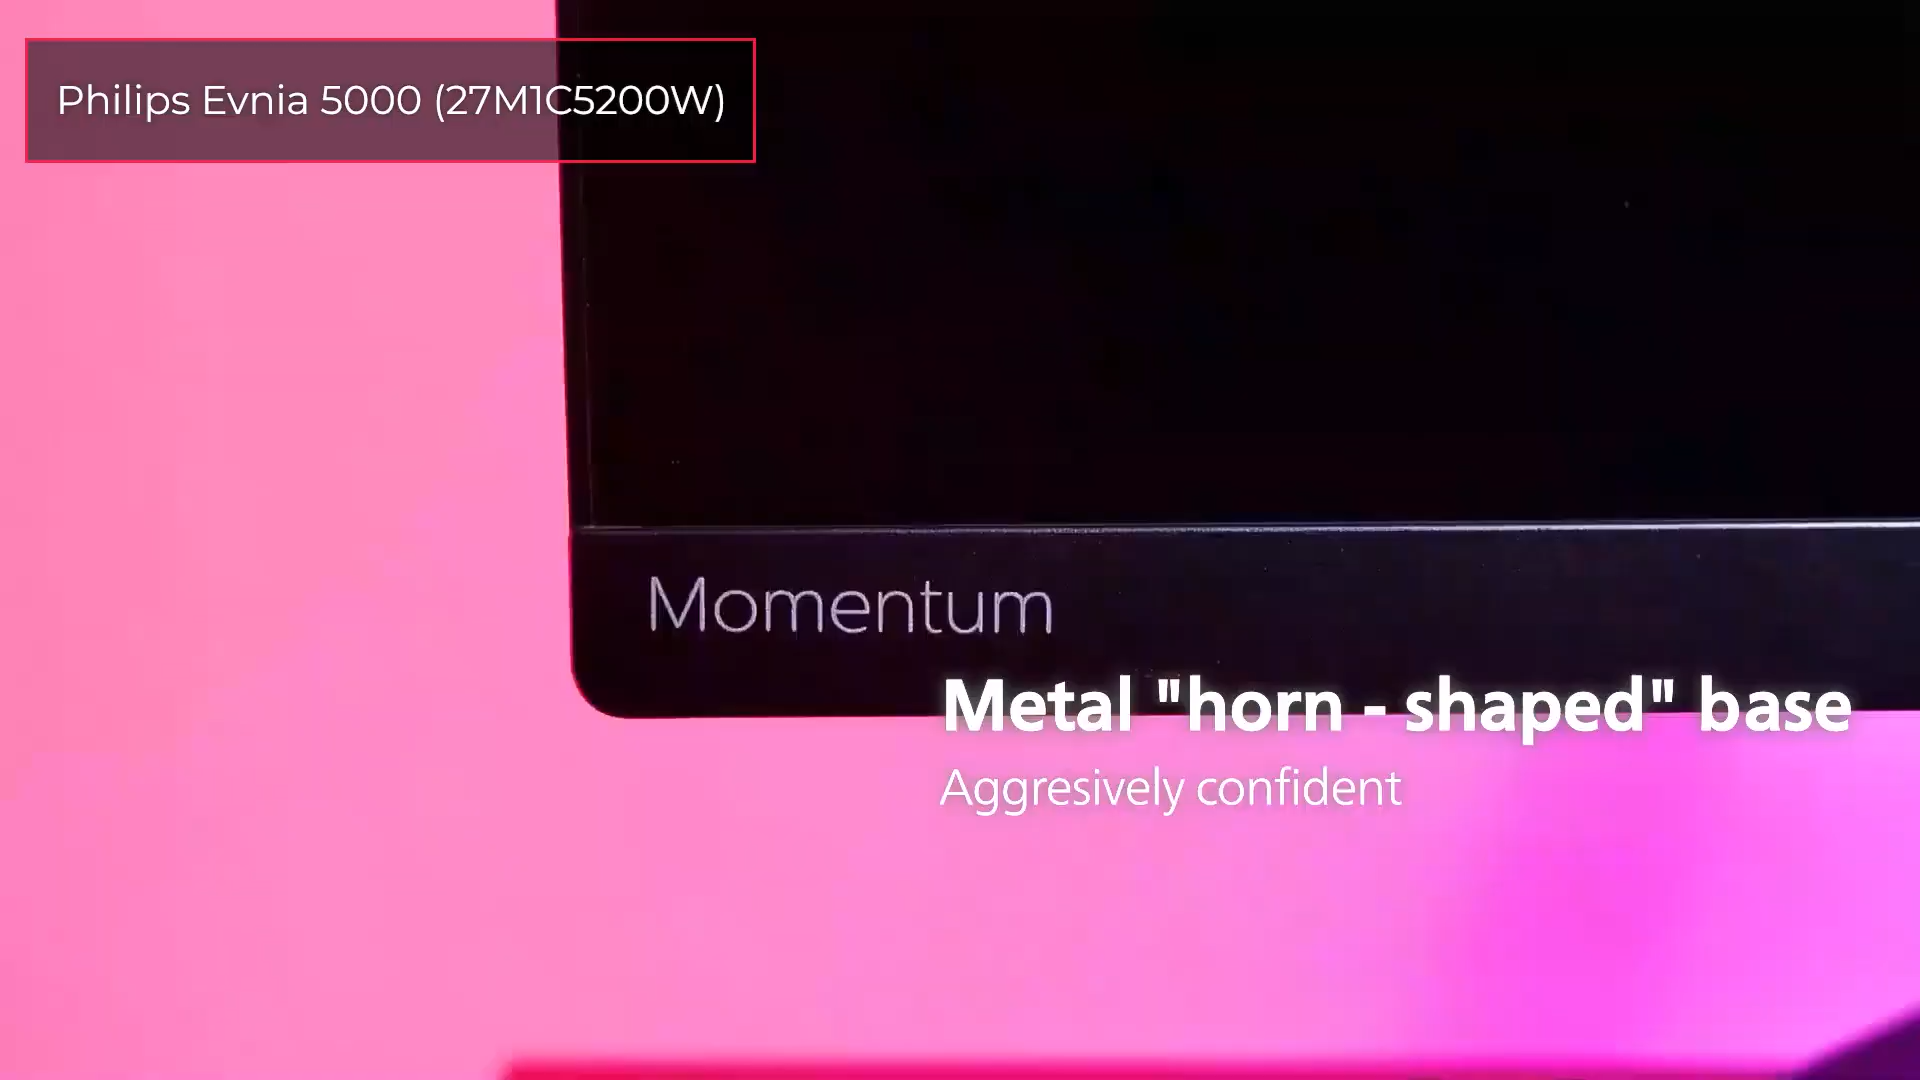 Philips Evnia 5000 (27M1C5200W)
Momentum
Metal "horn - shaped" base
Aggresively confident